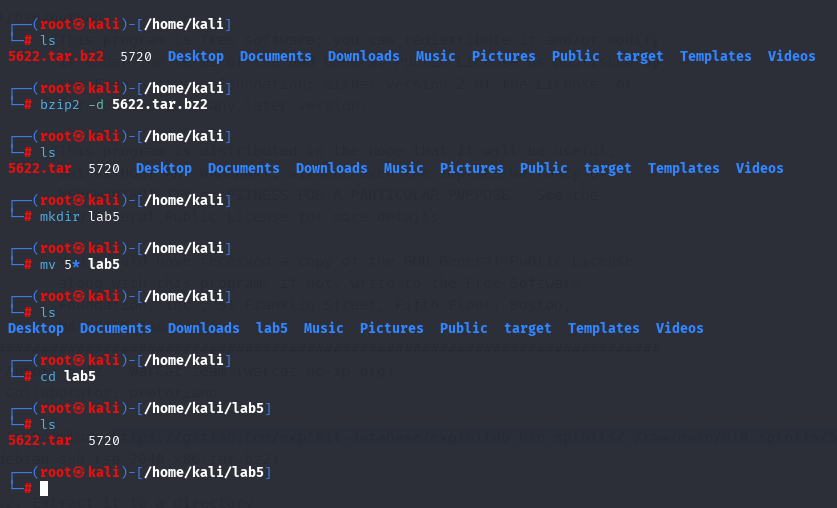 ┌──(root㉿kali)-[/home/kali]
└─# ls
5622.tar.bz2  5720  Desktop  Documents  Downloads  Music  Pictures  Public  target  Templates  Videos
┌──(root㉿kali)-[/home/kali]
└─# bzip2 -d 5622.tar.bz2
┌──(root㉿kali)-[/home/kali]
└─# ls
5622.tar  5720  Desktop  Documents  Downloads  Music  Pictures  Public  target  Templates  Videos
┌──(root㉿kali)-[/home/kali]
└─# mkdir lab5
┌──(root㉿kali)-[/home/kali]
└─# mv 5* lab5
┌──(root㉿kali)-[/home/kali]
└─# ls
Desktop  Documents  Downloads  lab5  Music  Pictures  Public  target  Templates  Videos
┌──(root㉿kali)-[/home/kali]
└─# cd lab5
┌──(root㉿kali)-[/home/kali/lab5]
└─# ls
5622.tar  5720
┌──(root㉿kali)-[/home/kali/lab5]
└─#